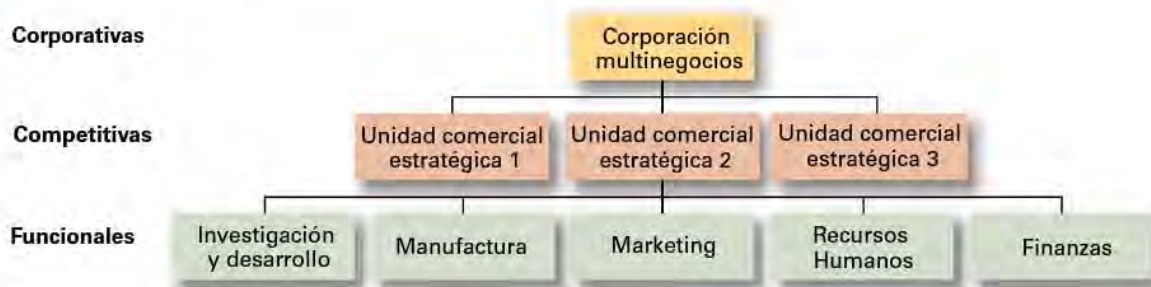 Corporativas
Corporación
multinegocios
Competitivas
Unidad comercial
estratégica 1
Unidad comercial
estratégica 2
Unidad comercial
estratégica 3
Funcionales
Investigación
y desarrollo
Manufactura
Marketing
Recursos
Humanos
Finanzas